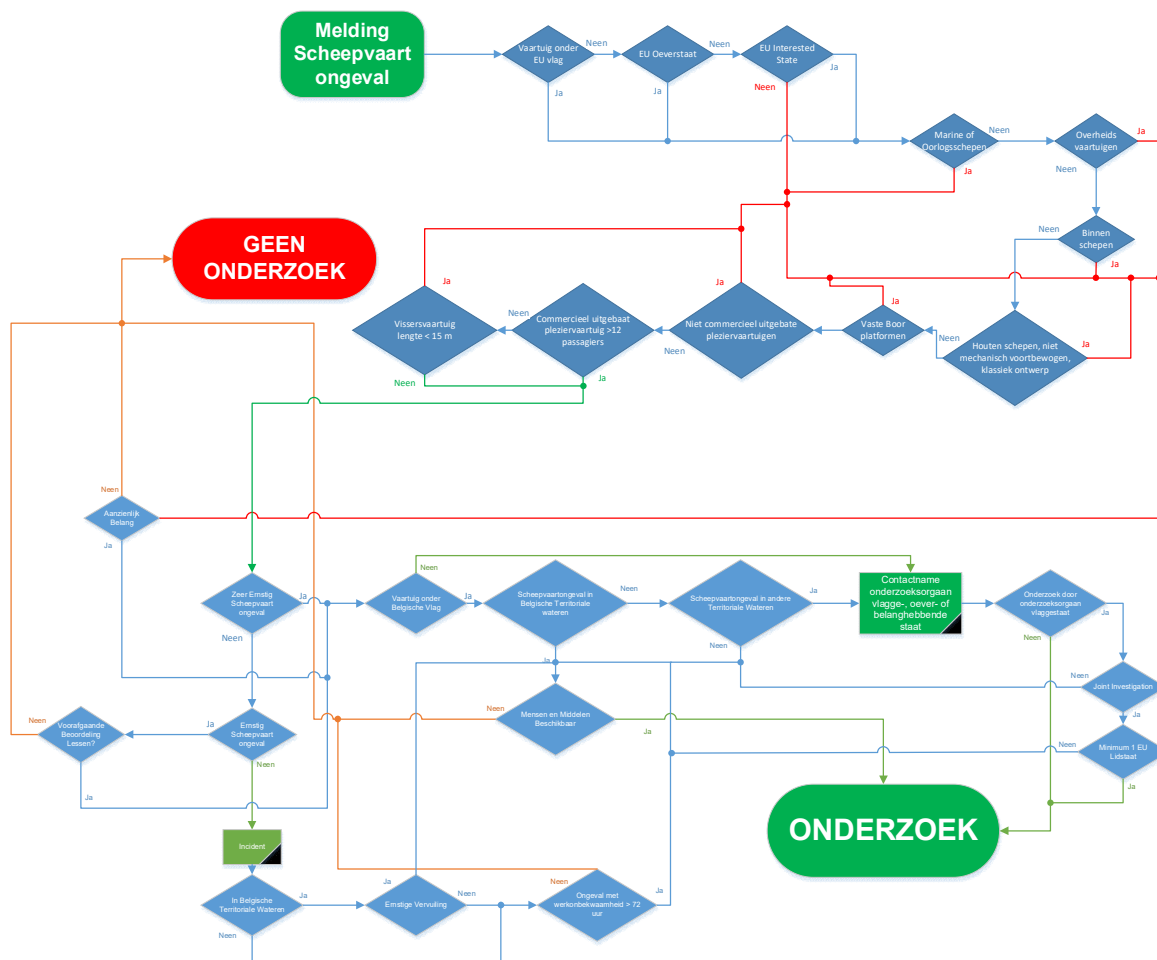 Melding
Scheepvaart
ongeval
Vaartuig onder
EU vlag
Neen
Ja
EU Oeverstaat
Neen
Ja
EU Interested
State
Ja
Neen
Marine of
Oorlogsschepen
Neen
Ja
Overheids
vaartuigen
Ja
Neen
Binnen
schepen
Neen
Ja
GEEN
ONDERZOEK
Houten schepen, niet
mechanisch voortbewogen,
klassiek ontwerp
Ja
Neen
Vaste Boor
platformen
Ja
Niet commercieel uitgebate
pleziervaartuigen
Ja
Neen
Commercieel uitgebaat
pleziervaartuig >12
passagiers
Neen
Ja
Vissersvaartuig
lengte < 15 m
Ja
Neen
Aanzienlijk
Belang
Neen
Ja
Zeer Ernstig
Scheepvaart
ongeval
Ja
Neen
Vaartuig onder
Belgische Vlag
Neen
Ja
Scheepvaartongeval in
Belgische Territoriale
wateren
Neen
Ja
Scheepvaartongeval in andere
Territoriale Wateren
Ja
Neen
Contactname
onderzoeksorgaan
vlagge-, oever- of
belanghebbende
staat
Onderzoek door
onderzoeksorgaan
vlaggestaat
Ja
Neen
Joint Investigation
Neen
Ja
Minimum 1 EU
Lidstaat
Neen
Ja
Mensen en Middelen
Beschikbaar
Neen
Ja
Voorafgaande
Beoordeling
Lessen?
Neen
Ja
Ernstig
Scheepvaart
ongeval
Ja
Neen
ONDERZOEK
Incident
In Belgische
Territoriale Wateren
Ja
Neen
Ernstige Vervuiling
Ja
Neen
Ongeval met
werkonbekwaamheid > 72
uur
Neen
Ja